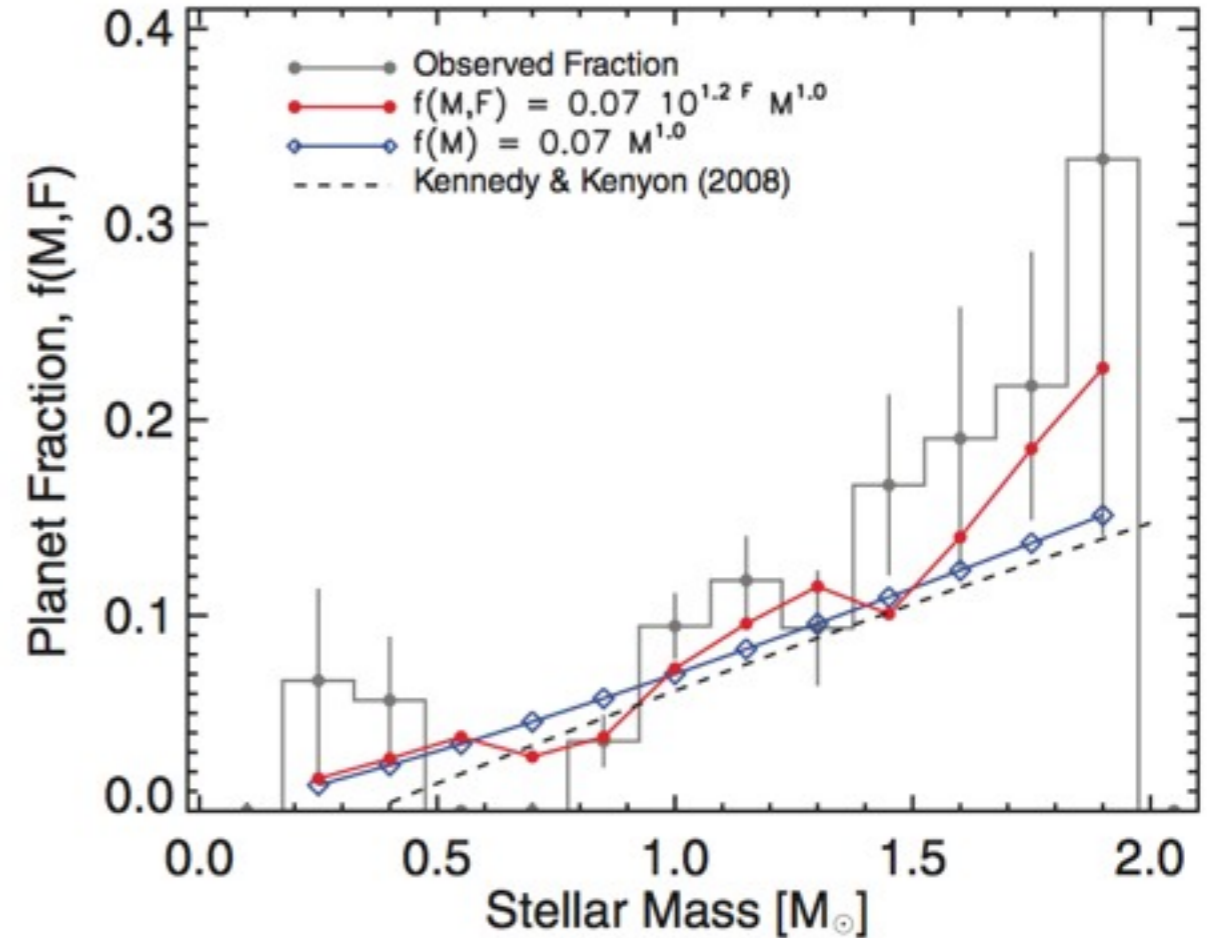 0.4
0.3
0.2
0.1
0.0
Planet Fraction, f(M,F)
Observed Fraction
f(M,F) = 0.07 10^1.2 F M^1.0
f(M) = 0.07 M^1.0
Kennedy & Kenyon (2008)
0.0 0.5 1.0 1.5 2.0
Stellar Mass [M☉]